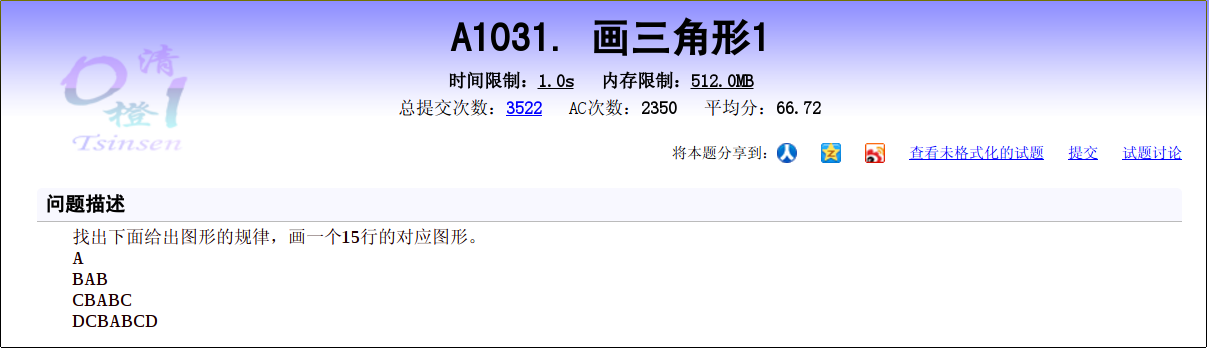 A1031. 画三角形1
时间限制：1.0s 内存限制：512.0MB
总提交次数：3522 AC次数：2350 平均分：66.72
清橙
Tsinsen
将本题分享到： 查看未格式化的试题 提交 试题讨论
问题描述
找出下面给出图形的规律，画一个15行的对应图形。
A
BAB
CBABC
DCBABCD